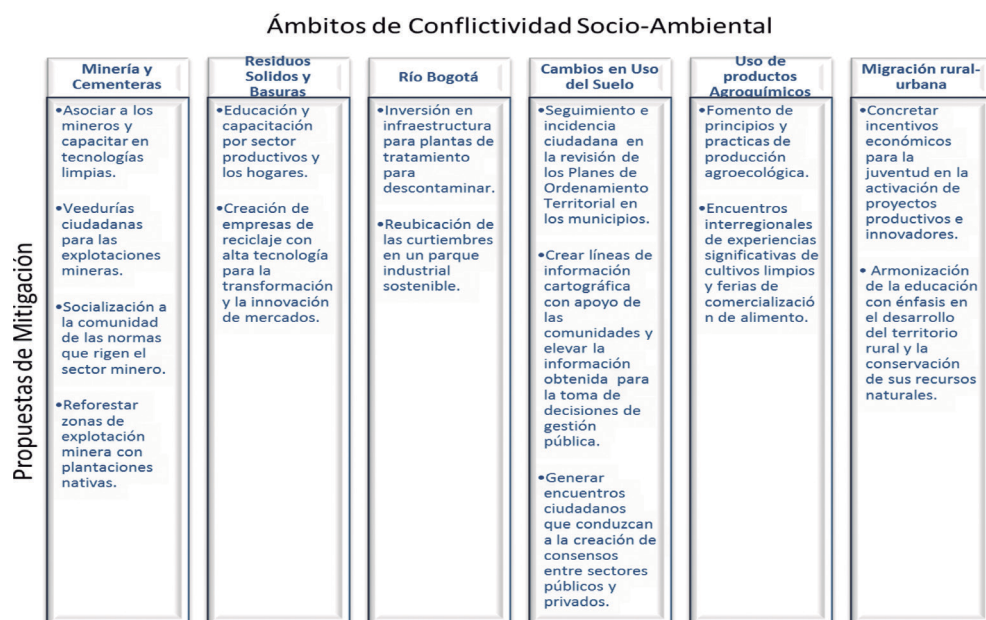 Ámbitos de Conflictividad Socio-Ambiental
Propuestas de Mitigación
Minería y
Cementeras
•Asociar a los
mineros y
capacitar en
tecnologías
limpias.
•Veedurías
ciudadanas
para las
explotaciones
mineras.
•Socialización a
la comunidad
de las normas
que rigen el
sector minero.
•Reforestar
zonas de
explotación
minera con
plantaciones
nativas.
Residuos
Solidos y
Basuras
•Educación y
capacitación
por sector
productivos y
los hogares.
•Creación de
empresas de
reciclaje con
alta tecnología
para la
transformación
y la innovación
de mercados.
Río Bogotá
•Inversión en
infraestructura
para plantas de
tratamiento
para
descontaminar.
•Reubicación de
las curtiembres
en un parque
industrial
sostenible.
Cambios en Uso
del Suelo
•Seguimiento e
incidencia
ciudadana en
la revisión de
los Planes de
Ordenamiento
Territorial en
los municipios.
•Crear líneas de
información
cartográfica
con apoyo de
las
comunidades y
elevar la
información
obtenida para
la toma de
decisiones de
gestión
pública.
•Generar
encuentros
ciudadanos
que conduzcan
a la creación de
consensos
entre sectores
públicos y
privados.
Uso de
productos
Agroquímicos
•Fomento de
principios y
practicas de
producción
agroecológica.
•Encuentros
interregionales
de experiencias
significativas de
cultivos limpios
y ferias de
comercializació
n de alimento.
Migración rural-
urbana
•Concretar
incentivos
económicos
para la
juventud en la
activación de
proyectos
productivos e
innovadores.
• Armonización
de la educación
con énfasis en
el desarrollo
del territorio
rural y la
conservación
de sus recursos
naturales.